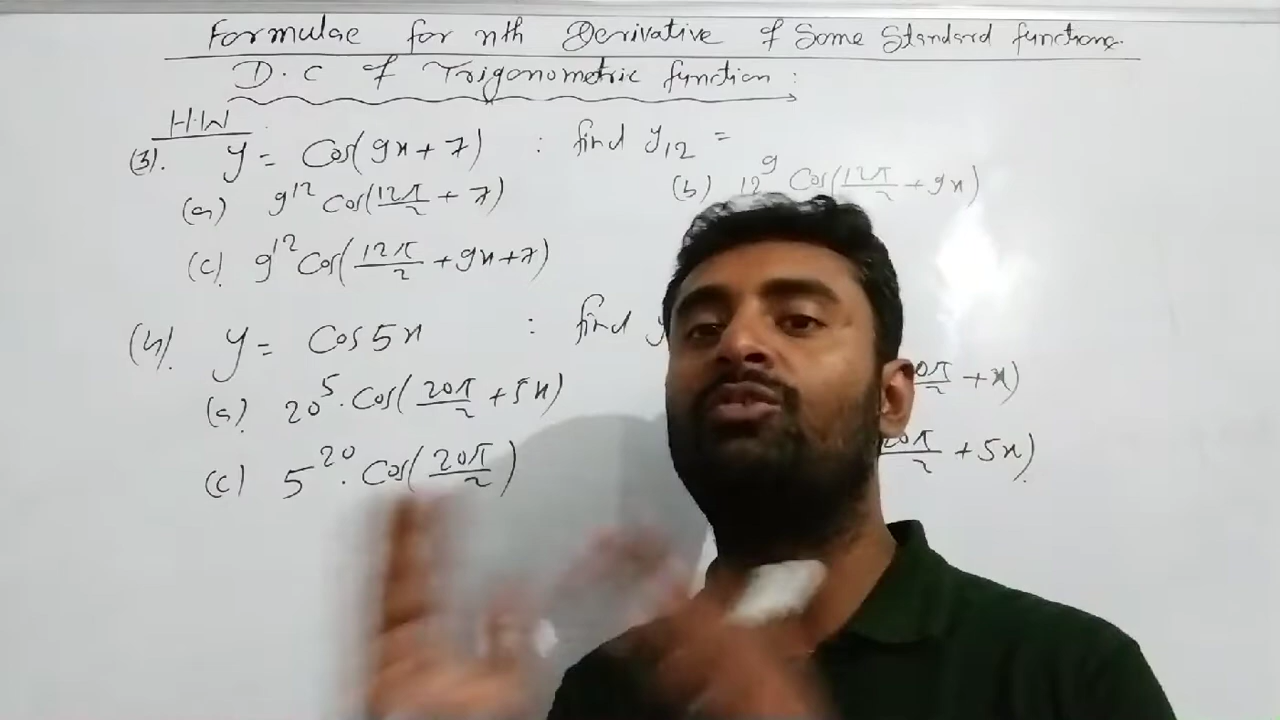 Formulae for nth Derivative of Some Standard functions.
D.C of Trigonometric function :
H.W
(3). y = Cos(9x + 7) : find y₁₂ =
(a) 9¹² Cos(12π/2 + 7) (b) 12⁹ Cos(12π/2 + 9x)
(c). 9¹² Cos(12π/2 + 9x + 7)
(4). y = Cos 5x : find y
(a). 20⁵. Cos(20π/2 + 5x) 0π/2 + x)
(c) 5²⁰. Cos(20π/2) 20π/2 + 5x).